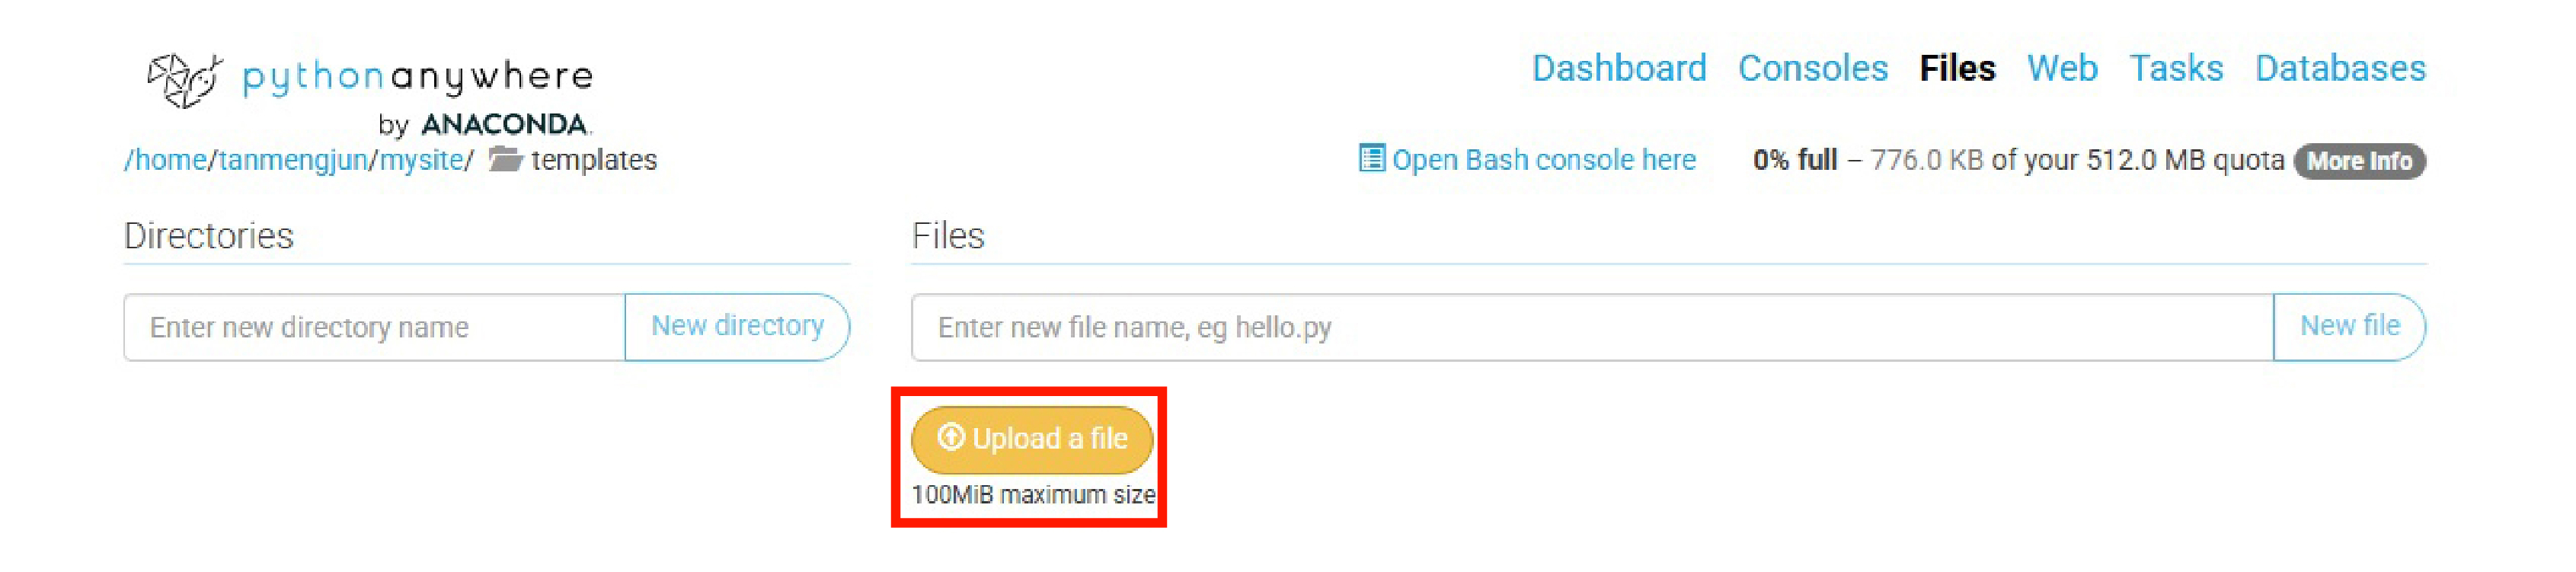 pythonanywhere
by ANACONDA.
Dashboard Consoles Files Web Tasks Databases
/home/tanmengjun/mysite/ templates
Open Bash console here 0% full – 776.0 KB of your 512.0 MB quota More Info
Directories
Files
Enter new directory name New directory
Enter new file name, eg hello.py New file
Upload a file
100MiB maximum size